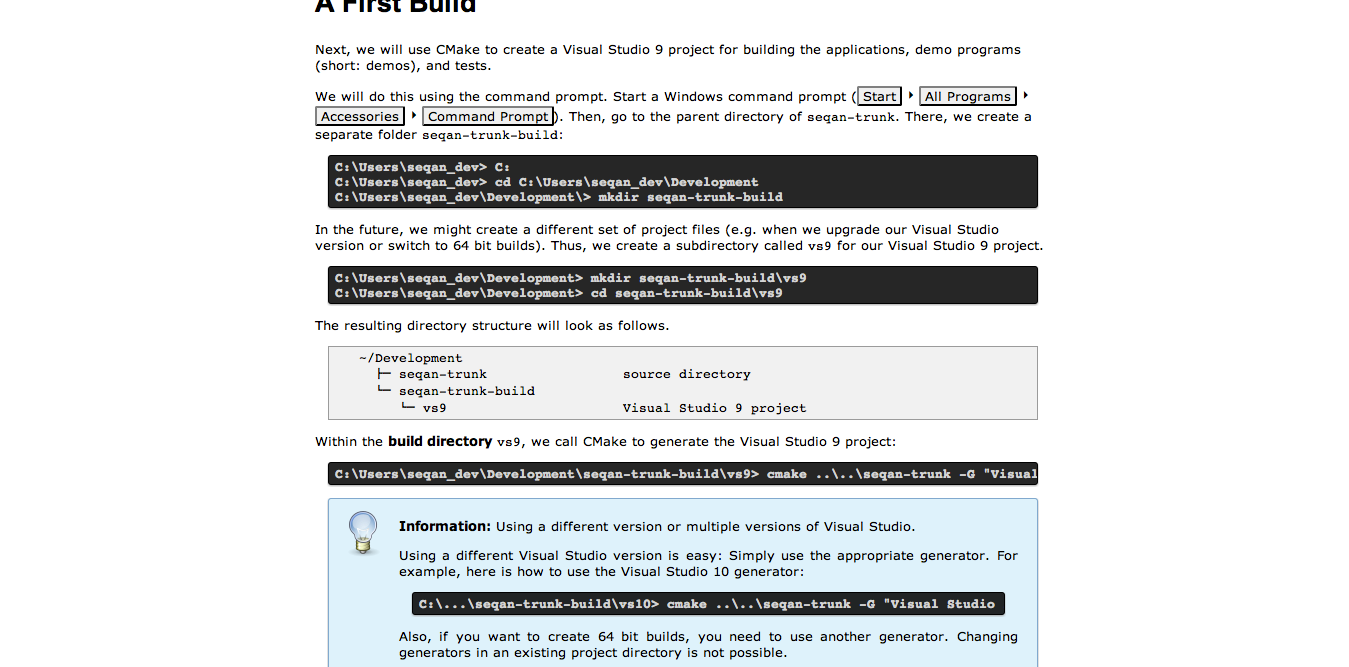 A First Build
Next, we will use CMake to create a Visual Studio 9 project for building the applications, demo programs
(short: demos), and tests.
We will do this using the command prompt. Start a Windows command prompt (Start ‣ All Programs ‣
Accessories ‣ Command Prompt). Then, go to the parent directory of seqan-trunk. There, we create a
separate folder seqan-trunk-build:
C:\Users\seqan_dev> C:
C:\Users\seqan_dev> cd C:\Users\seqan_dev\Development
C:\Users\seqan_dev\Development\> mkdir seqan-trunk-build
In the future, we might create a different set of project files (e.g. when we upgrade our Visual Studio
version or switch to 64 bit builds). Thus, we create a subdirectory called vs9 for our Visual Studio 9 project.
C:\Users\seqan_dev\Development> mkdir seqan-trunk-build\vs9
C:\Users\seqan_dev\Development> cd seqan-trunk-build\vs9
The resulting directory structure will look as follows.
~/Development
├─ seqan-trunk source directory
└─ seqan-trunk-build
└─ vs9 Visual Studio 9 project
Within the build directory vs9, we call CMake to generate the Visual Studio 9 project:
C:\Users\seqan_dev\Development\seqan-trunk-build\vs9> cmake ..\..\seqan-trunk -G "Visual
Information: Using a different version or multiple versions of Visual Studio.
Using a different Visual Studio version is easy: Simply use the appropriate generator. For
example, here is how to use the Visual Studio 10 generator:
C:\...\seqan-trunk-build\vs10> cmake ..\..\seqan-trunk -G "Visual Studio
Also, if you want to create 64 bit builds, you need to use another generator. Changing
generators in an existing project directory is not possible.